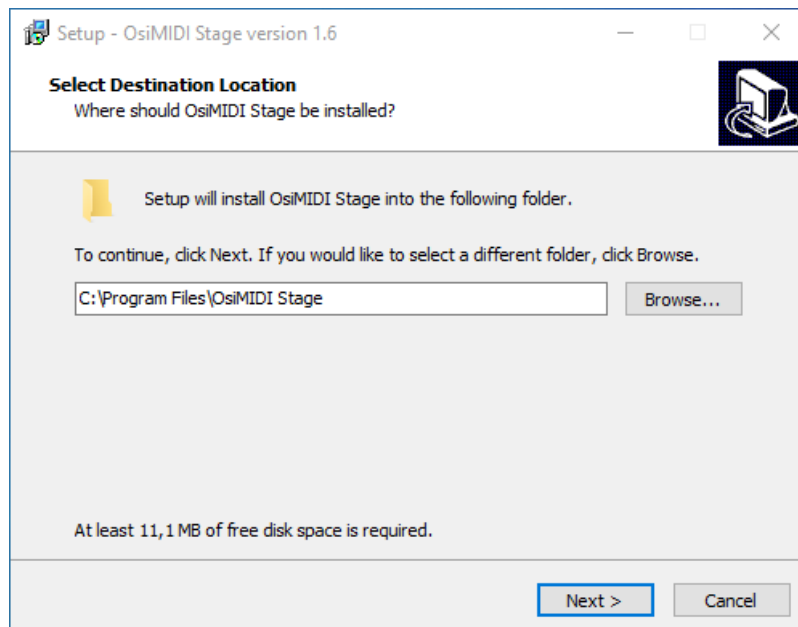 Setup - OsiMIDI Stage version 1.6
Select Destination Location
Where should OsiMIDI Stage be installed?
Setup will install OsiMIDI Stage into the following folder.
To continue, click Next. If you would like to select a different folder, click Browse.
C:\Program Files\OsiMIDI Stage
Browse...
At least 11,1 MB of free disk space is required.
Next >
Cancel